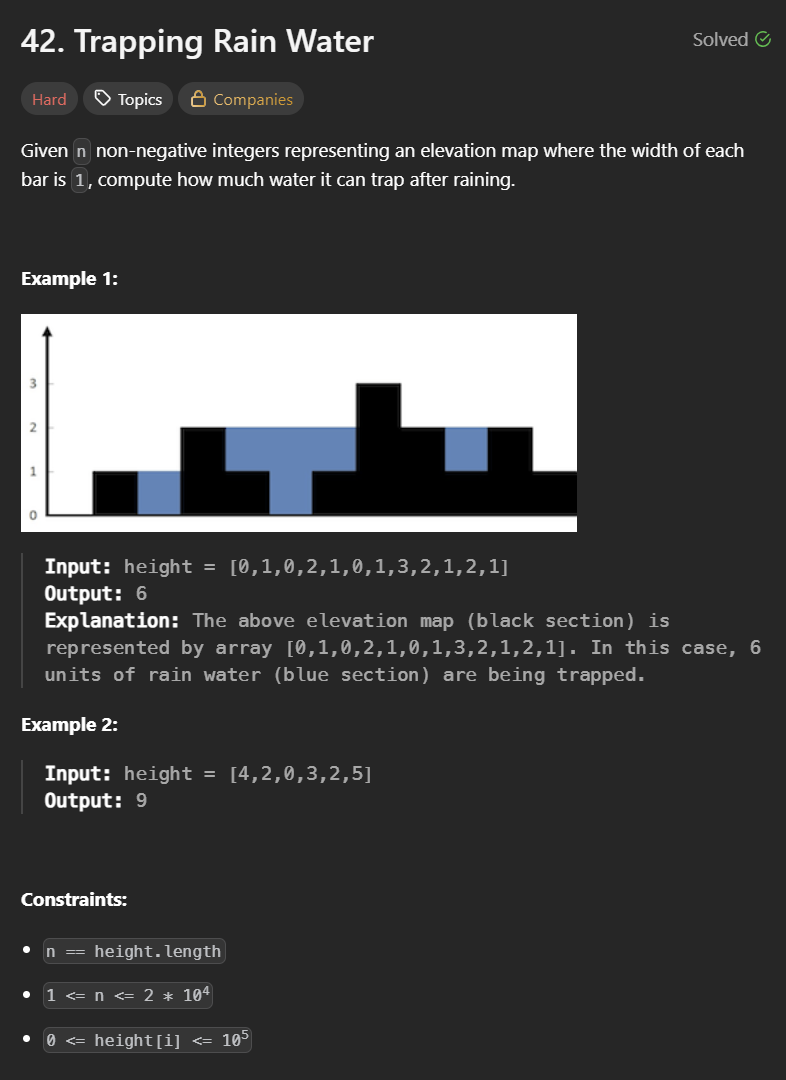 42. Trapping Rain Water
Solved
Hard
Topics
Companies
Given n non-negative integers representing an elevation map where the width of each
bar is 1, compute how much water it can trap after raining.
Example 1:
3
2
1
0
Input: height = [0,1,0,2,1,0,1,3,2,1,2,1]
Output: 6
Explanation: The above elevation map (black section) is
represented by array [0,1,0,2,1,0,1,3,2,1,2,1]. In this case, 6
units of rain water (blue section) are being trapped.
Example 2:
Input: height = [4,2,0,3,2,5]
Output: 9
Constraints:
• n == height.length
• 1 <= n <= 2 * 10⁴
• 0 <= height[i] <= 10⁵